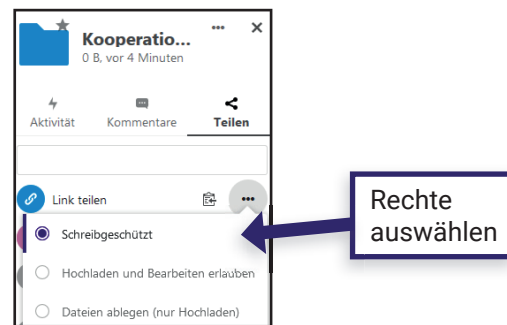 Kooperatio...
0 B, vor 4 Minuten
Aktivität Kommentare Teilen
Link teilen
Schreibgeschützt
Hochladen und Bearbeiten erlauben
Dateien ablegen (nur Hochladen)
Rechte
auswählen